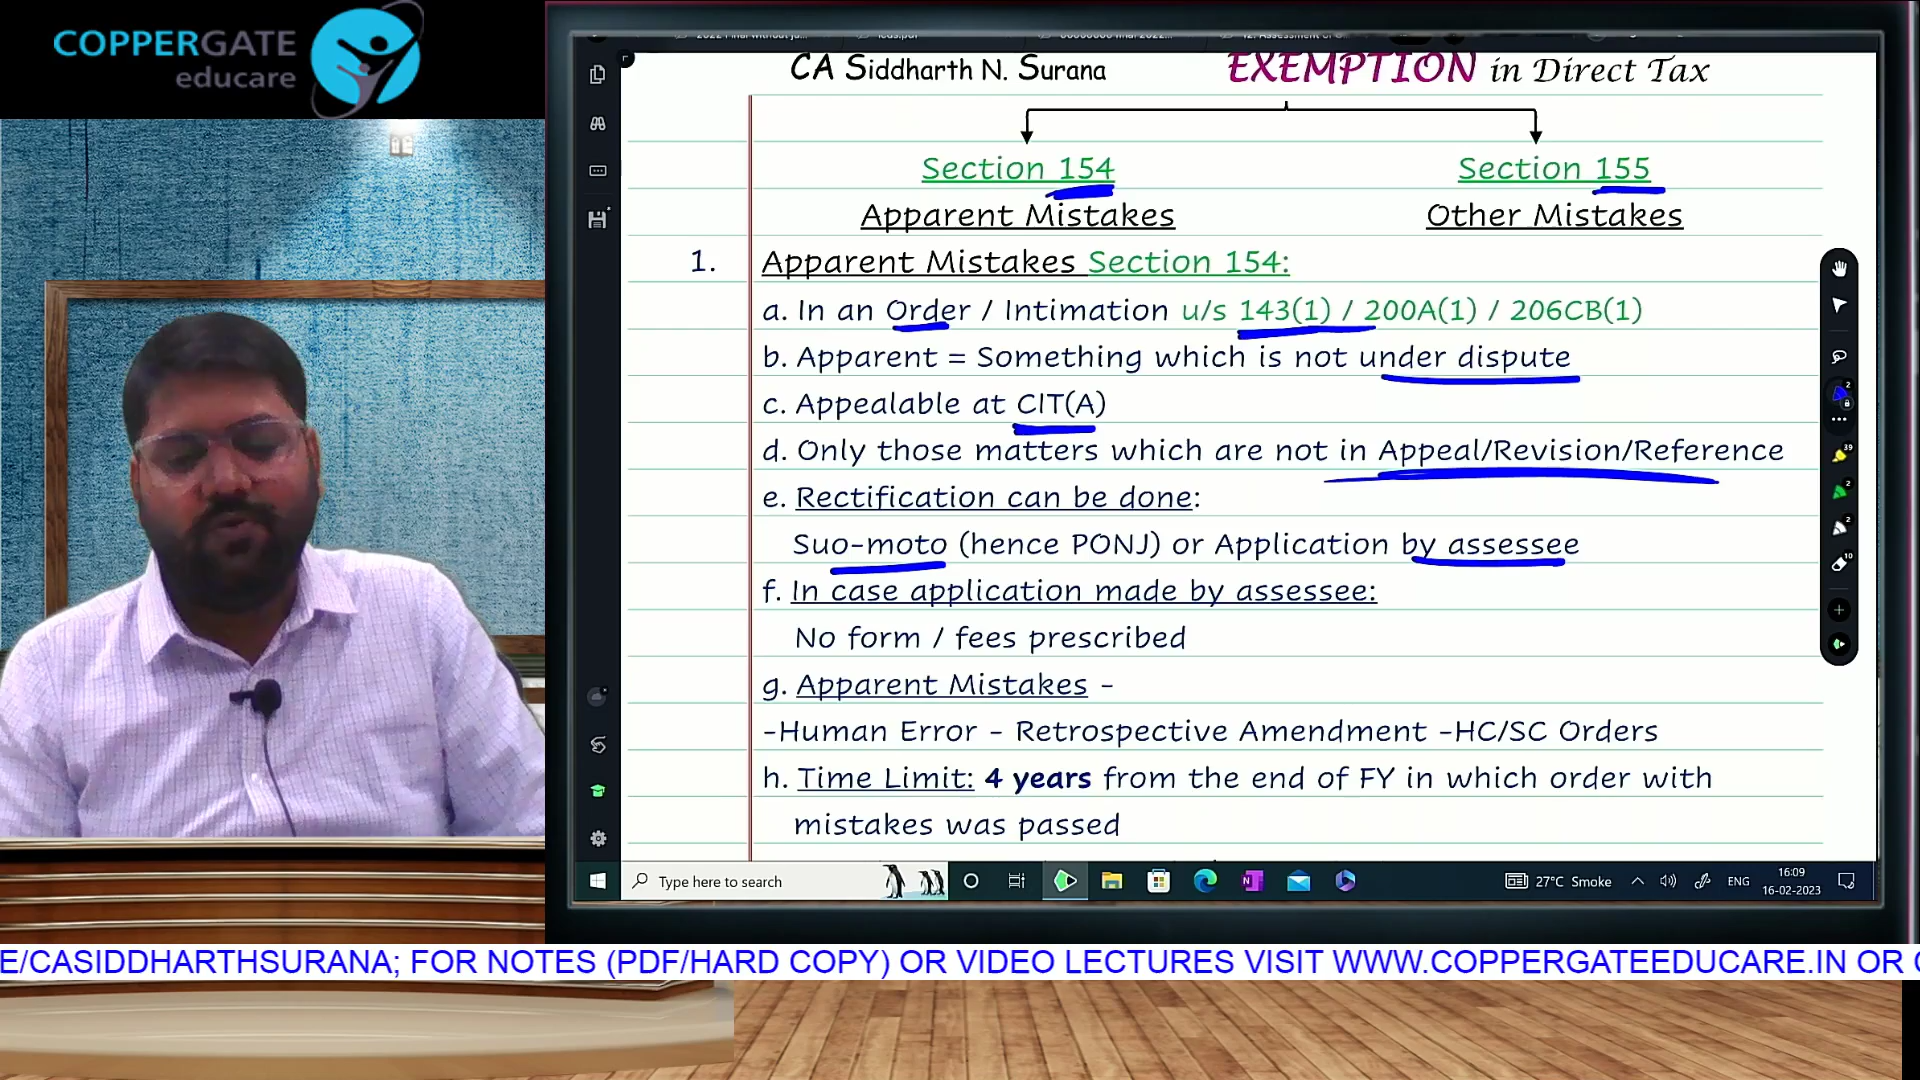 COPPERGATE
educare
CA Siddharth N. Surana
EXEMPTION in Direct Tax
Section 154
Section 155
Apparent Mistakes
Other Mistakes
1. Apparent Mistakes Section 154:
a. In an Order / Intimation u/s 143(1) / 200A(1) / 206CB(1)
b. Apparent = Something which is not under dispute
c. Appealable at CIT(A)
d. Only those matters which are not in Appeal/Revision/Reference
e. Rectification can be done:
Suo-moto (hence PONJ) or Application by assessee
f. In case application made by assessee:
No form / fees prescribed
g. Apparent Mistakes -
-Human Error - Retrospective Amendment -HC/SC Orders
h. Time Limit: 4 years from the end of FY in which order with
mistakes was passed
Type here to search
27°C Smoke
ENG
16:09
16-02-2023
E/CASIDDHARTHSURANA; FOR NOTES (PDF/HARD COPY) OR VIDEO LECTURES VISIT WWW.COPPERGATEEDUCARE.IN OR